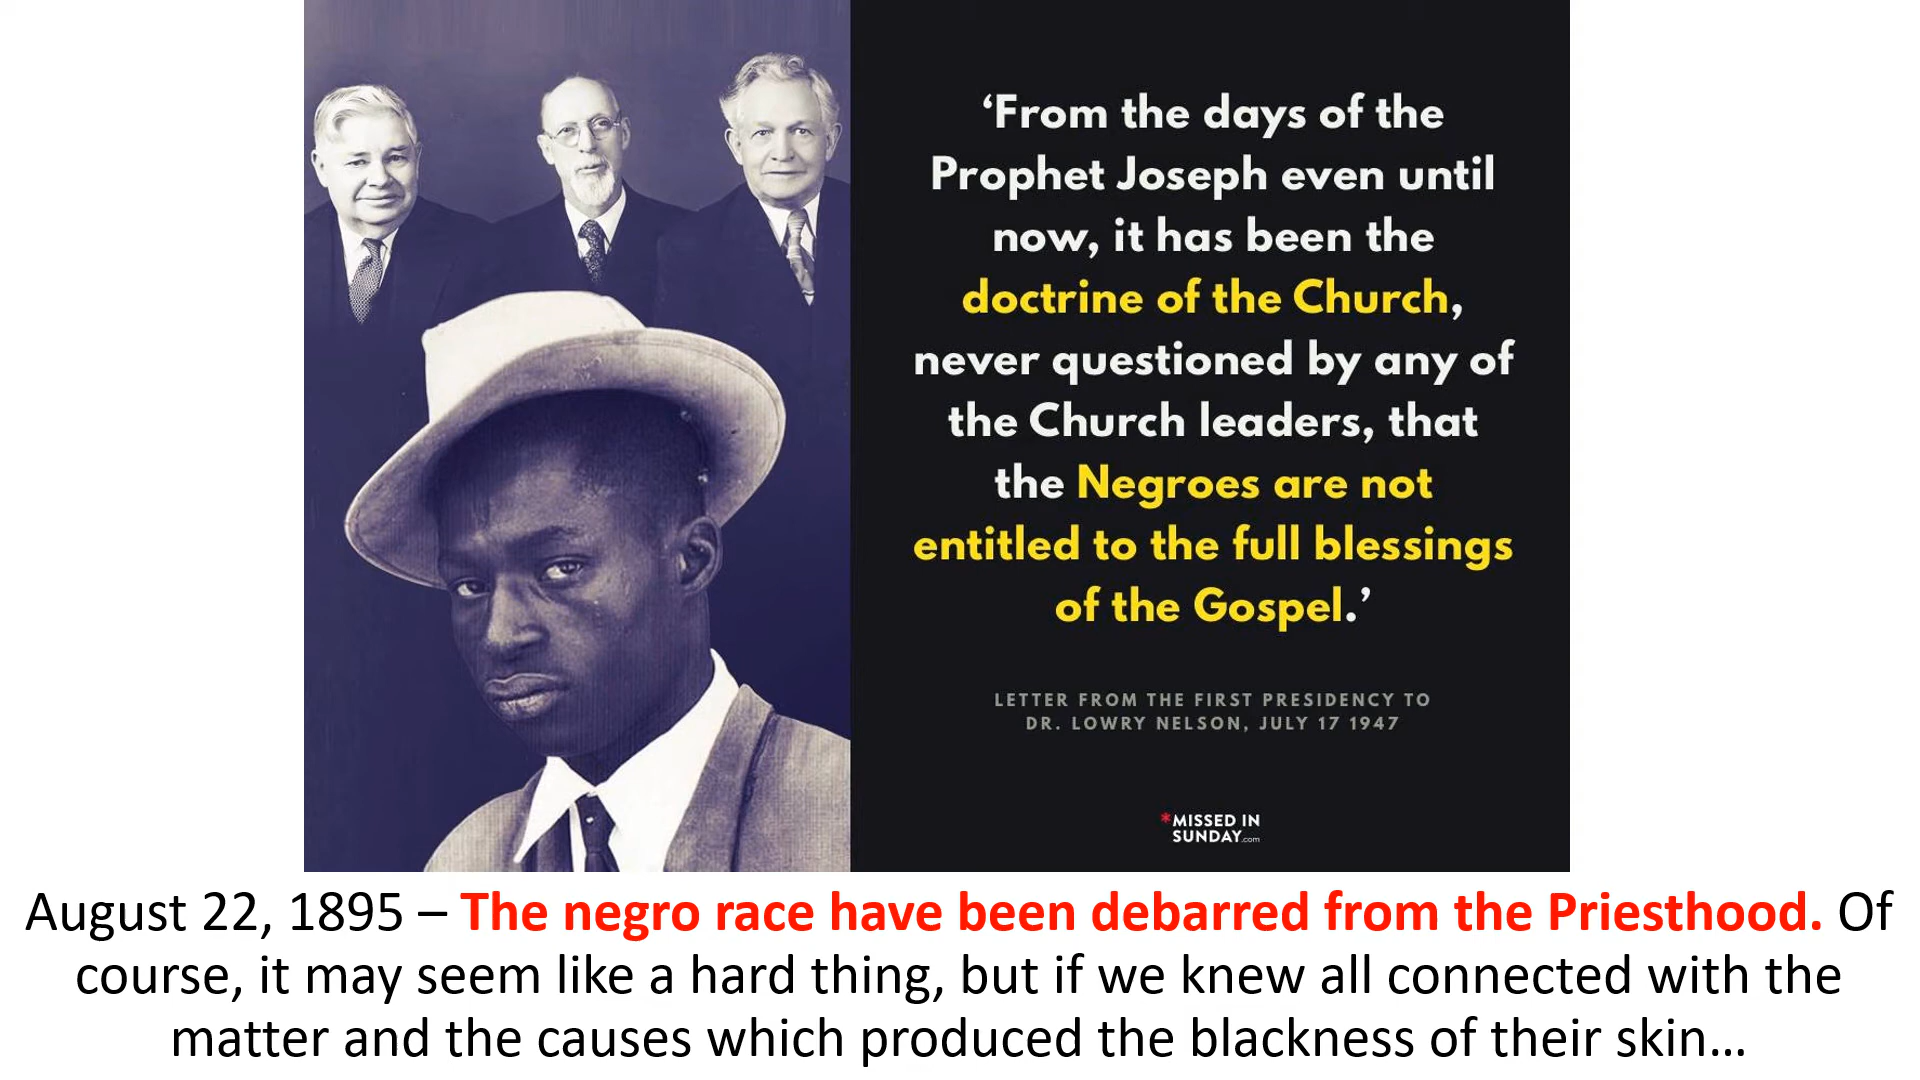 ‘From the days of the
Prophet Joseph even until
now, it has been the
doctrine of the Church,
never questioned by any of
the Church leaders, that
the Negroes are not
entitled to the full blessings
of the Gospel.’
LETTER FROM THE FIRST PRESIDENCY TO
DR. LOWRY NELSON, JULY 17 1947
*MISSED IN
SUNDAY.com
August 22, 1895 – The negro race have been debarred from the Priesthood. Of
course, it may seem like a hard thing, but if we knew all connected with the
matter and the causes which produced the blackness of their skin…